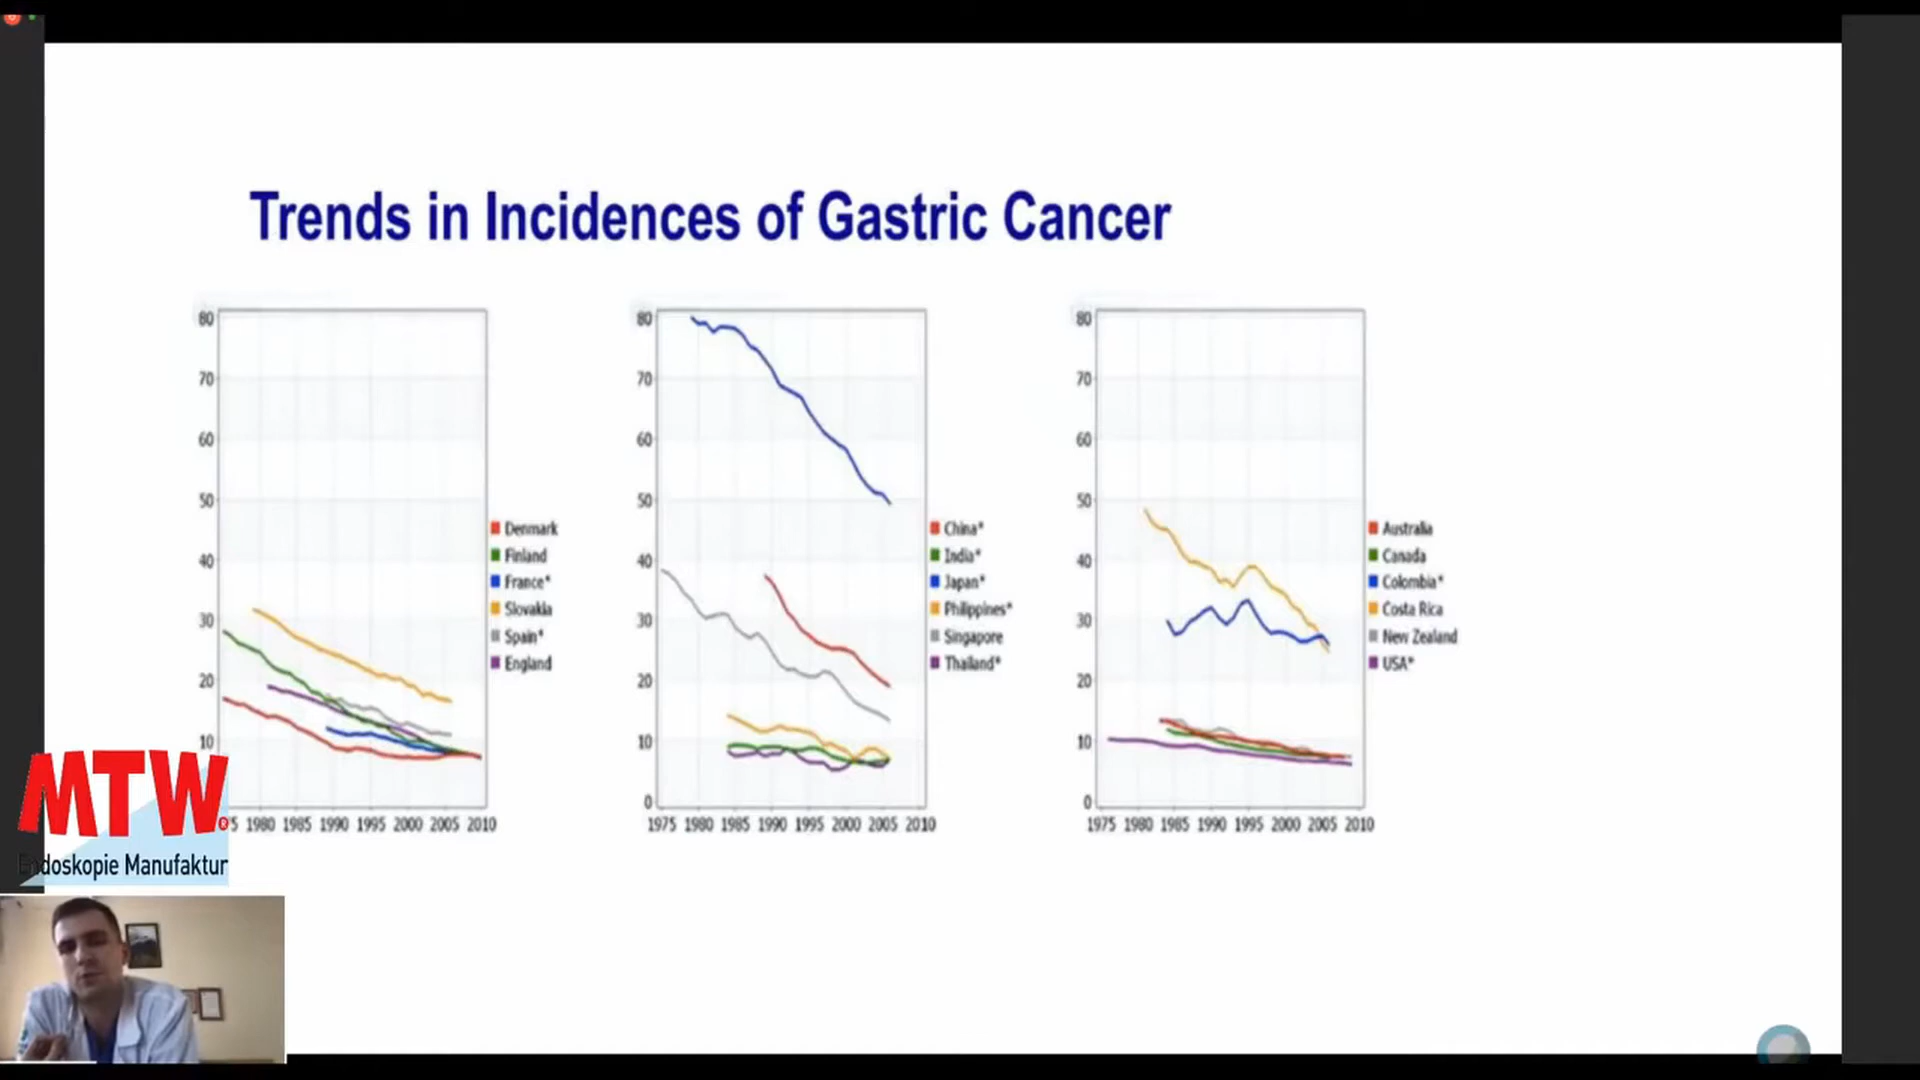 Trends in Incidences of Gastric Cancer
80
70
60
50
40
30
20
10
1980 1985 1990 1995 2000 2005 2010
Denmark
Finland
France*
Slovakia
Spain*
England
80
70
60
50
40
30
20
10
0
1975 1980 1985 1990 1995 2000 2005 2010
China*
India*
Japan*
Philippines*
Singapore
Thailand*
80
70
60
50
40
30
20
10
0
1975 1980 1985 1990 1995 2000 2005 2010
Australia
Canada
Colombia*
Costa Rica
New Zealand
USA*
MTW®
Endoskopie Manufaktur